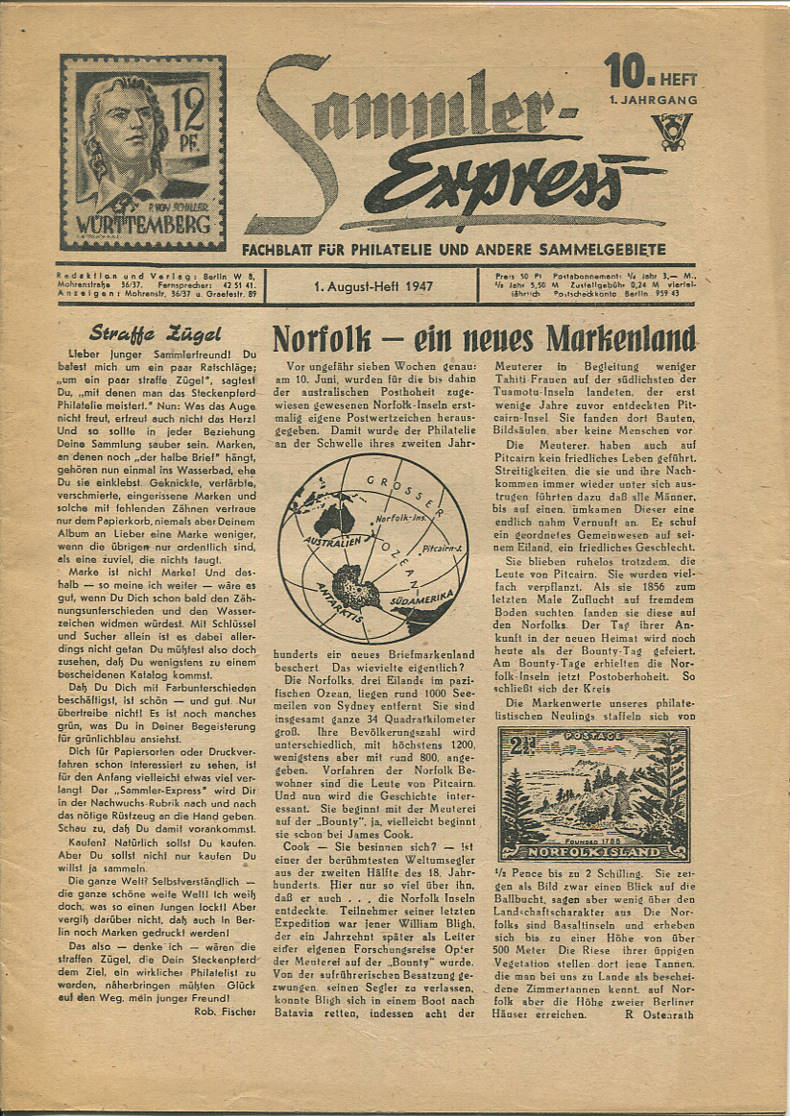 12
PF.
F. VON SCHILLER
WÜRTTEMBERG
Sammler-
Express
10. HEFT
1. JAHRGANG
FACHBLATT FÜR PHILATELIE UND ANDERE SAMMELGEBIETE
Redaktion und Verlag: Berlin W 8,
Mohrenstraße 36/37. Fernsprecher: 42 51 41.
Anzeigen: Mohrenstr. 36/37 u. Graefestr. 89
1. August-Heft 1947
Preis 50 Pf. Postabonnement: ¼ Jahr 3,— M.,
½ Jahr 5,50 M Zustellgebühr 0,24 M viertel-
jährlich Postscheckkonto Berlin 959 43
Straffe Zügel
Lieber junger Sammlerfreund! Du
batest mich um ein paar Ratschläge;
„um ein paar straffe Zügel", sagtest
Du, „mit denen man das Steckenpferd
Philatelie meistert." Nun: Was das Auge
nicht freut, erfreut auch nicht das Herz!
Und so sollte in jeder Beziehung
Deine Sammlung sauber sein. Marken,
an denen noch „der halbe Brief" hängt,
gehören nun einmal ins Wasserbad, ehe
Du sie einklebst. Geknickte, verfärbte,
verschmierte, eingerissene Marken und
solche mit fehlenden Zähnen vertraue
nur dem Papierkorb, niemals aber Deinem
Album an Lieber eine Marke weniger,
wenn die übrigen nur ordentlich sind,
als eine zuviel, die nichts taugt.
Marke ist nicht Marke! Und des-
halb — so meine ich weiter — wäre es
gut, wenn Du Dich schon bald den Zäh-
nungsunterschieden und den Wasser-
zeichen widmen würdest. Mit Schlüssel
und Sucher allein ist es dabei aller-
dings nicht getan Du müßtest also doch
zusehen, daß Du wenigstens zu einem
bescheidenen Katalog kommst.
Daß Du Dich mit Farbunterschieden
beschäftigst, ist schön — und gut. Nur
übertreibe nicht! Es ist noch manches
grün, was Du in Deiner Begeisterung
für grünlichblau ansiehst.
Dich für Papiersorten oder Druckver-
fahren schon interessiert zu sehen, ist
für den Anfang vielleicht etwas viel ver-
langt Der „Sammler-Express" wird Dir
in der Nachwuchs-Rubrik nach und nach
das nötige Rüstzeug an die Hand geben.
Schau zu, daß Du damit vorankommst.
Kaufen? Natürlich sollst Du kaufen.
Aber Du sollst nicht nur kaufen Du
willst ja sammeln.
Die ganze Welt? Selbstverständlich —
die ganze schöne weite Welt! Ich weiß
doch, was so einen Jungen lockt! Aber
vergiß darüber nicht, daß auch in Ber-
lin noch Marken gedruckt werden!
Das also — denke ich — wären die
straffen Zügel, die Dein Steckenpferd
dem Ziel, ein wirklicher Philatelist zu
werden, näherbringen müßten Glück
auf den Weg, mein junger Freund!
Rob. Fischer
Norfolk — ein neues Markenland
Vor ungefähr sieben Wochen genau:
am 10. Juni, wurden für die bis dahin
der australischen Posthoheit zuge-
wiesen gewesenen Norfolk-Inseln erst-
malig eigene Postwertzeichen heraus-
gegeben. Damit wurde der Philatelie
an der Schwelle ihres zweiten Jahr-
GROSSER
OZEAN
Norfolk-Ins.
AUSTRALIEN
Pitcairn-I.
ANTARKTIS
SÜDAMERIKA
hunderts ein neues Briefmarkenland
beschert Das wievielte eigentlich?
Die Norfolks, drei Eilands im pazi-
fischen Ozean, liegen rund 1000 See-
meilen von Sydney entfernt Sie sind
insgesamt ganze 34 Quadratkilometer
groß. Ihre Bevölkerungszahl wird
unterschiedlich, mit höchstens 1200,
wenigstens aber mit rund 800, ange-
geben. Vorfahren der Norfolk Be-
wohner sind die Leute von Pitcairn.
Und nun wird die Geschichte inter-
essant. Sie beginnt mit der Meuterei
auf der „Bounty", ja, vielleicht beginnt
sie schon bei James Cook.
Cook — Sie besinnen sich? — ist
einer der berühmtesten Weltumsegler
aus der zweiten Hälfte des 18. Jahr-
hunderts. Hier nur so viel über ihn,
daß er auch . . . die Norfolk Inseln
entdeckte. Teilnehmer seiner letzten
Expedition war jener William Bligh,
der ein Jahrzehnt später als Leiter
einer eigenen Forschungsreise Opfer
der Meuterei auf der „Bounty" wurde.
Von der aufrührerischen Besatzung ge-
zwungen, seinen Segler zu verlassen,
konnte Bligh sich in einem Boot nach
Batavia retten, indessen acht der
Meuterer in Begleitung weniger
Tahiti Frauen auf der südlichsten der
Tuamotu-Inseln landeten, der erst
wenige Jahre zuvor entdeckten Pit-
cairn-Insel Sie fanden dort Bauten,
Bildsäulen, aber keine Menschen vor.
Die Meuterer haben auch auf
Pitcairn kein friedliches Leben geführt.
Streitigkeiten, die sie und ihre Nach-
kommen immer wieder unter sich aus-
trugen führten dazu daß alle Männer,
bis auf einen, umkamen Dieser eine
endlich nahm Vernunft an. Er schuf
ein geordnetes Gemeinwesen auf sei-
nem Eiland, ein friedliches Geschlecht.
Sie blieben ruhelos trotzdem, die
Leute von Pitcairn. Sie wurden viel-
fach verpflanzt. Als sie 1856 zum
letzten Male Zuflucht auf fremdem
Boden suchten fanden sie diese auf
den Norfolks. Der Tag ihrer An-
kunft in der neuen Heimat wird noch
heute als der Bounty-Tag gefeiert.
Am Bounty-Tage erhielten die Nor-
folk-Inseln jetzt Postoberhoheit. So
schließt sich der Kreis
Die Markenwerte unseres philate-
listischen Neulings staffeln sich von
2½d
POSTAGE
FOUNDED 1788
NORFOLK ISLAND
½ Pence bis zu 2 Schilling. Sie zei-
gen als Bild zwar einen Blick auf die
Ballbucht, sagen aber wenig über den
Landschaftscharakter aus Die Nor-
folks sind Basaltinseln und erheben
sich bis zu einer Höhe von über
500 Meter Die Riese ihrer üppigen
Vegetation stellen dort jene Tannen,
die man bei uns zu Lande als beschei-
dene Zimmertannen kennt, auf Nor-
folk aber die Höhe zweier Berliner
Häuser erreichen. R Ostenrath